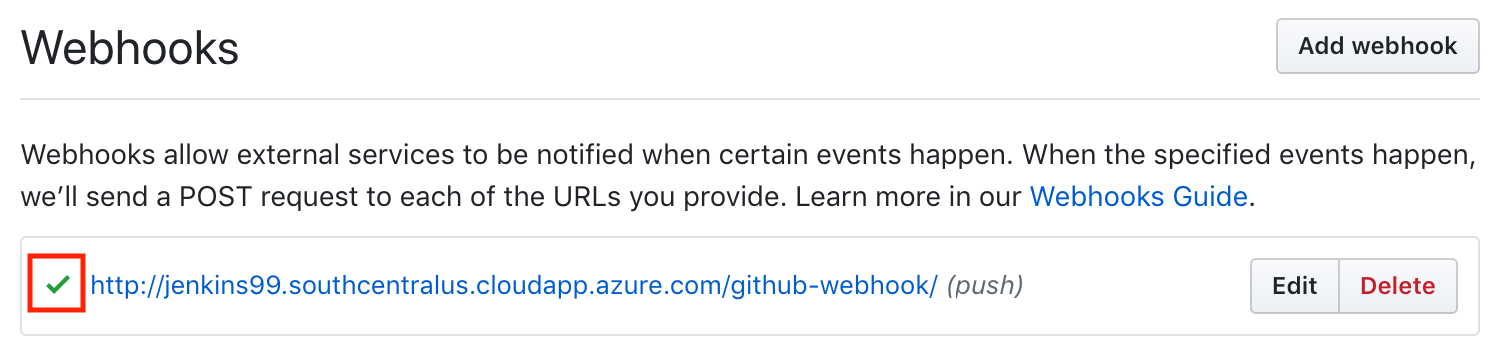 Webhooks
Add webhook
Webhooks allow external services to be notified when certain events happen. When the specified events happen,
we’ll send a POST request to each of the URLs you provide. Learn more in our Webhooks Guide.
http://jenkins99.southcentralus.cloudapp.azure.com/github-webhook/ (push)
Edit
Delete